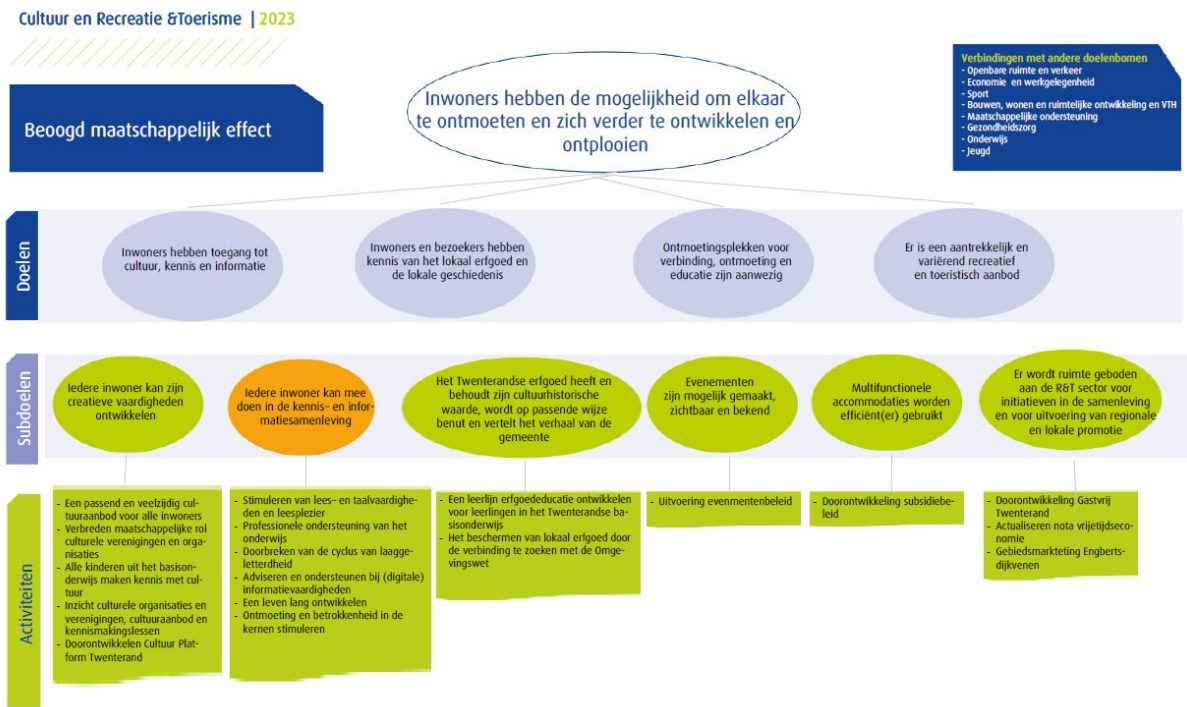 Cultuur en Recreatie &Toerisme | 2023
Beoogd maatschappelijk effect
Inwoners hebben de mogelijkheid om elkaar
te ontmoeten en zich verder te ontwikkelen en
ontplooien
Verbindingen met andere doelenbomen
- Openbare ruimte en verkeer
- Economie en werkgelegenheid
- Sport
- Bouwen, wonen en ruimtelijke ontwikkeling en VTH
- Maatschappelijke ondersteuning
- Gezondheidszorg
- Onderwijs
- Jeugd
Doelen
Inwoners hebben toegang tot
cultuur, kennis en informatie
Inwoners en bezoekers hebben
kennis van het lokaal erfgoed en
de lokale geschiedenis
Ontmoetingsplekken voor
verbinding, ontmoeting en
educatie zijn aanwezig
Er is een aantrekkelijk en
variërend recreatief
en toeristisch aanbod
Subdoelen
Iedere inwoner kan zijn
creatieve vaardigheden
ontwikkelen
Iedere inwoner kan mee
doen in de kennis- en infor-
matiesamenleving
Het Twenterandse erfgoed heeft en
behoudt zijn cultuurhistorische
waarde, wordt op passende wijze
benut en vertelt het verhaal van de
gemeente
Evenementen
zijn mogelijk gemaakt,
zichtbaar en bekend
Multifunctionele
accommodaties worden
efficiënt(er) gebruikt
Er wordt ruimte geboden
aan de R&T sector voor
initiatieven in de samenleving
en voor uitvoering van regionale
en lokale promotie
Activiteiten
- Een passend en veelzijdig cul-
tuuraanbod voor alle inwoners
- Verbreden maatschappelijke rol
culturele verenigingen en orga-
nisaties
- Alle kinderen uit het basison-
derwijs maken kennis met cul-
tuur
- Inzicht culturele organisaties en
verenigingen, cultuuraanbod en
kennismakingslessen
- Doorontwikkelen Cultuur Plat-
form Twenterand
- Stimuleren van lees- en taalvaardighe-
den en leesplezier
- Professionele ondersteuning van het
onderwijs
- Doorbreken van de cyclus van laagge-
letterdheid
- Adviseren en ondersteunen bij (digitale)
informatievaardigheden
- Een leven lang ontwikkelen
- Ontmoeting en betrokkenheid in de
kernen stimuleren
- Een leerlijn erfgoededucatie ontwikkelen
voor leerlingen in het Twenterandse ba-
sisonderwijs
- Het beschermen van lokaal erfgoed door
de verbinding te zoeken met de Omge-
vingswet
- Uitvoering evenmentenbeleid
- Doorontwikkeling subsidiebe-
leid
- Doorontwikkeling Gastvrij
Twenterand
- Actualiseren nota vrijetijdseco-
nomie
- Gebiedsmarkteting Engberts-
dijkvenen